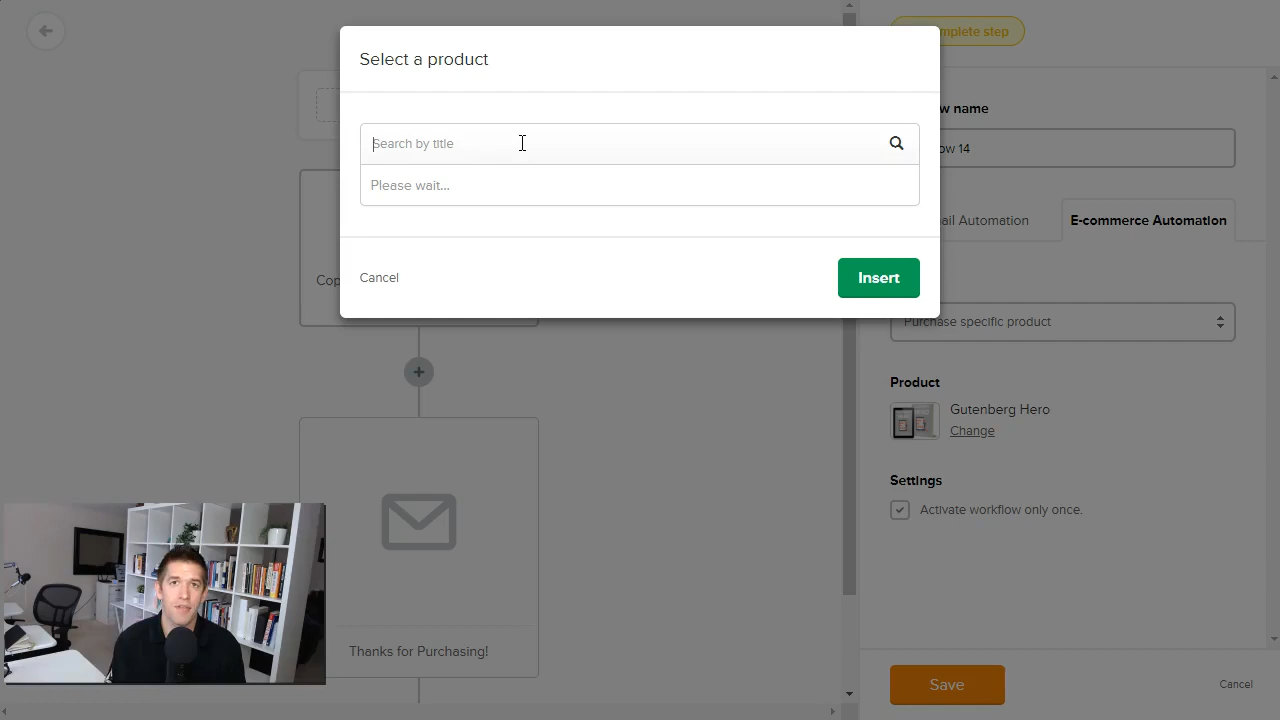 Select a product
Search by title
Please wait...
Cancel
Insert
mplete step
w name
ow 14
ail Automation
E-commerce Automation
Purchase specific product
Product
Gutenberg Hero
Change
Settings
Activate workflow only once.
Save
Cancel
Cop
Thanks for Purchasing!